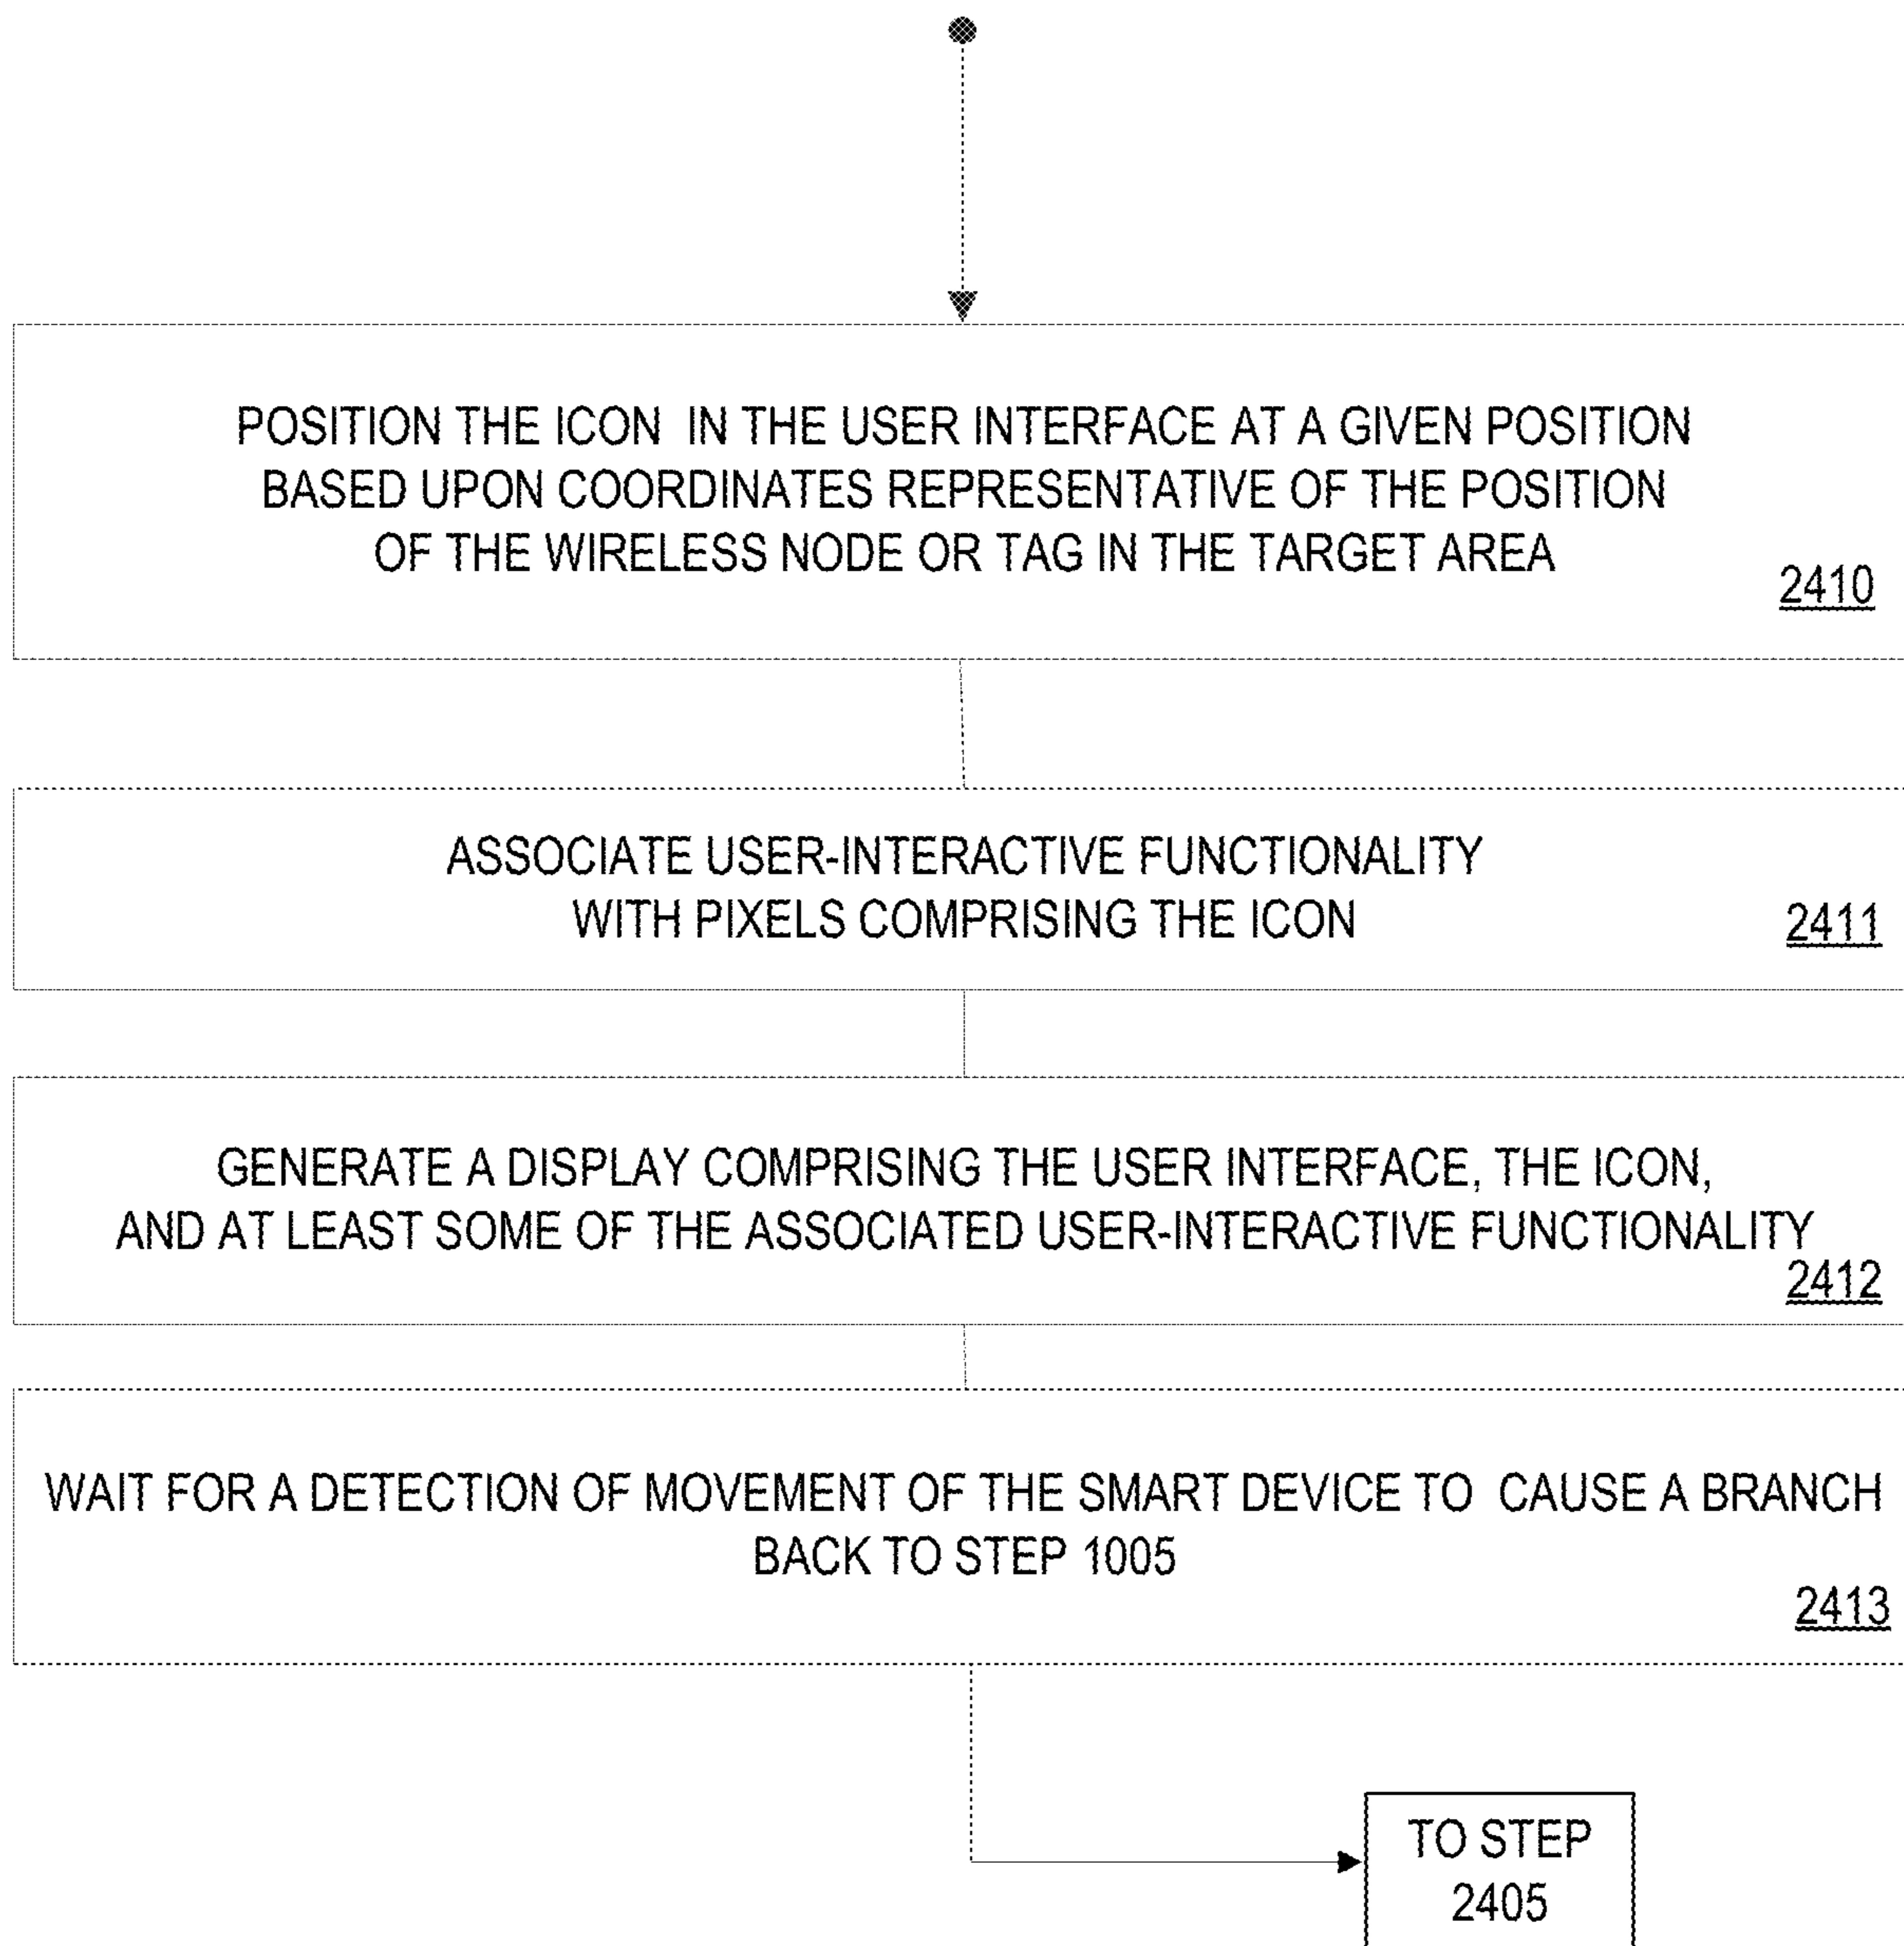 POSITION THE ICON IN THE USER INTERFACE AT A GIVEN POSITION
BASED UPON COORDINATES REPRESENTATIVE OF THE POSITION
OF THE WIRELESS NODE OR TAG IN THE TARGET AREA
2410
ASSOCIATE USER-INTERACTIVE FUNCTIONALITY
WITH PIXELS COMPRISING THE ICON
2411
GENERATE A DISPLAY COMPRISING THE USER INTERFACE, THE ICON,
AND AT LEAST SOME OF THE ASSOCIATED USER-INTERACTIVE FUNCTIONALITY
2412
WAIT FOR A DETECTION OF MOVEMENT OF THE SMART DEVICE TO CAUSE A BRANCH
BACK TO STEP 1005
2413
TO STEP
2405